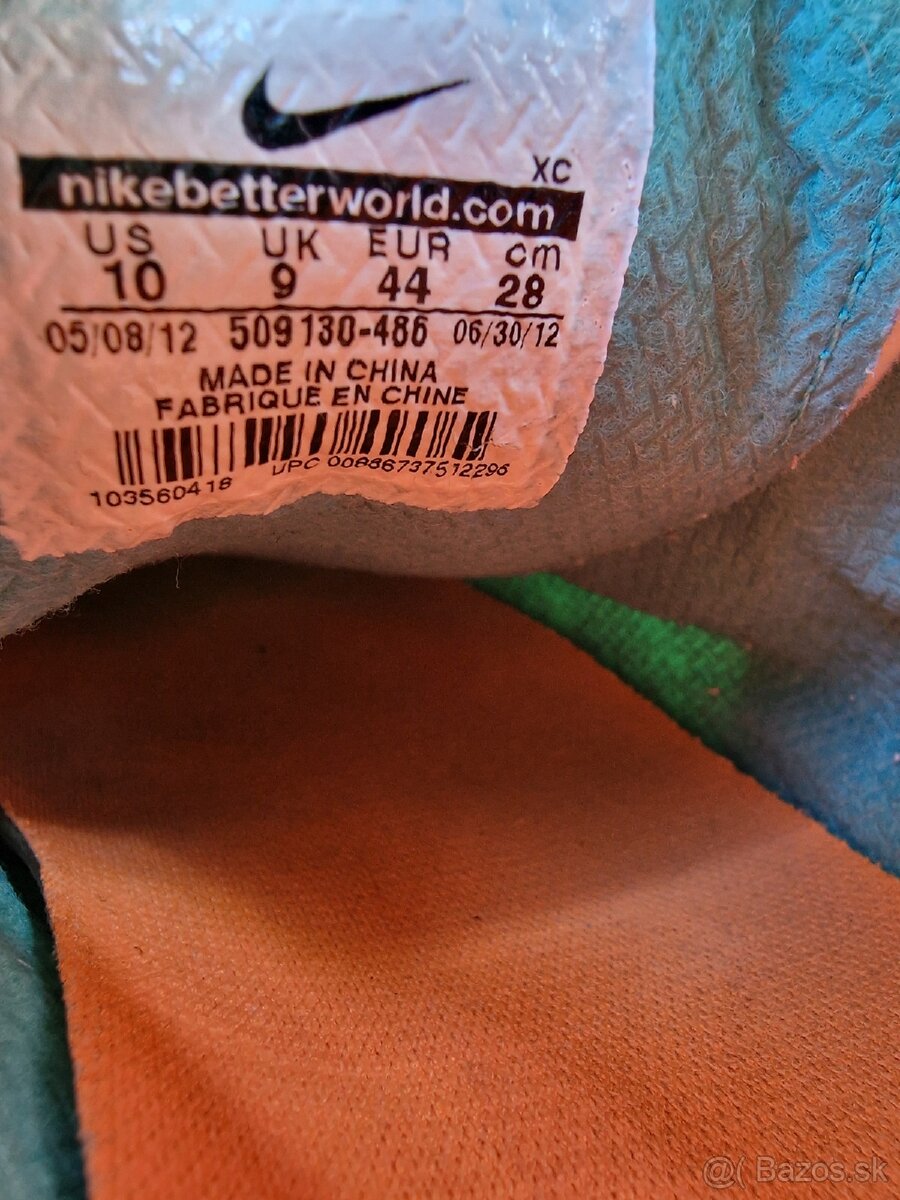 XC
nikebetterworld.com
US UK EUR cm
10 9 44 28
05/08/12 509130-486 06/30/12
MADE IN CHINA
FABRIQUE EN CHINE
UPC 00886737512296
103560418
@( Bazos.sk